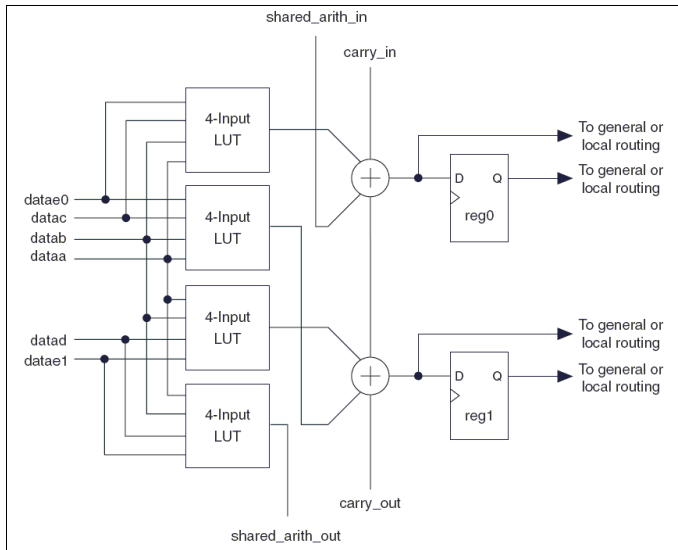 shared_arith_in
carry_in
4-Input
LUT
To general or
local routing
D Q
To general or
local routing
reg0
datae0
datac
datab
dataa
4-Input
LUT
4-Input
LUT
datad
datae1
To general or
local routing
D Q
To general or
local routing
reg1
4-Input
LUT
carry_out
shared_arith_out